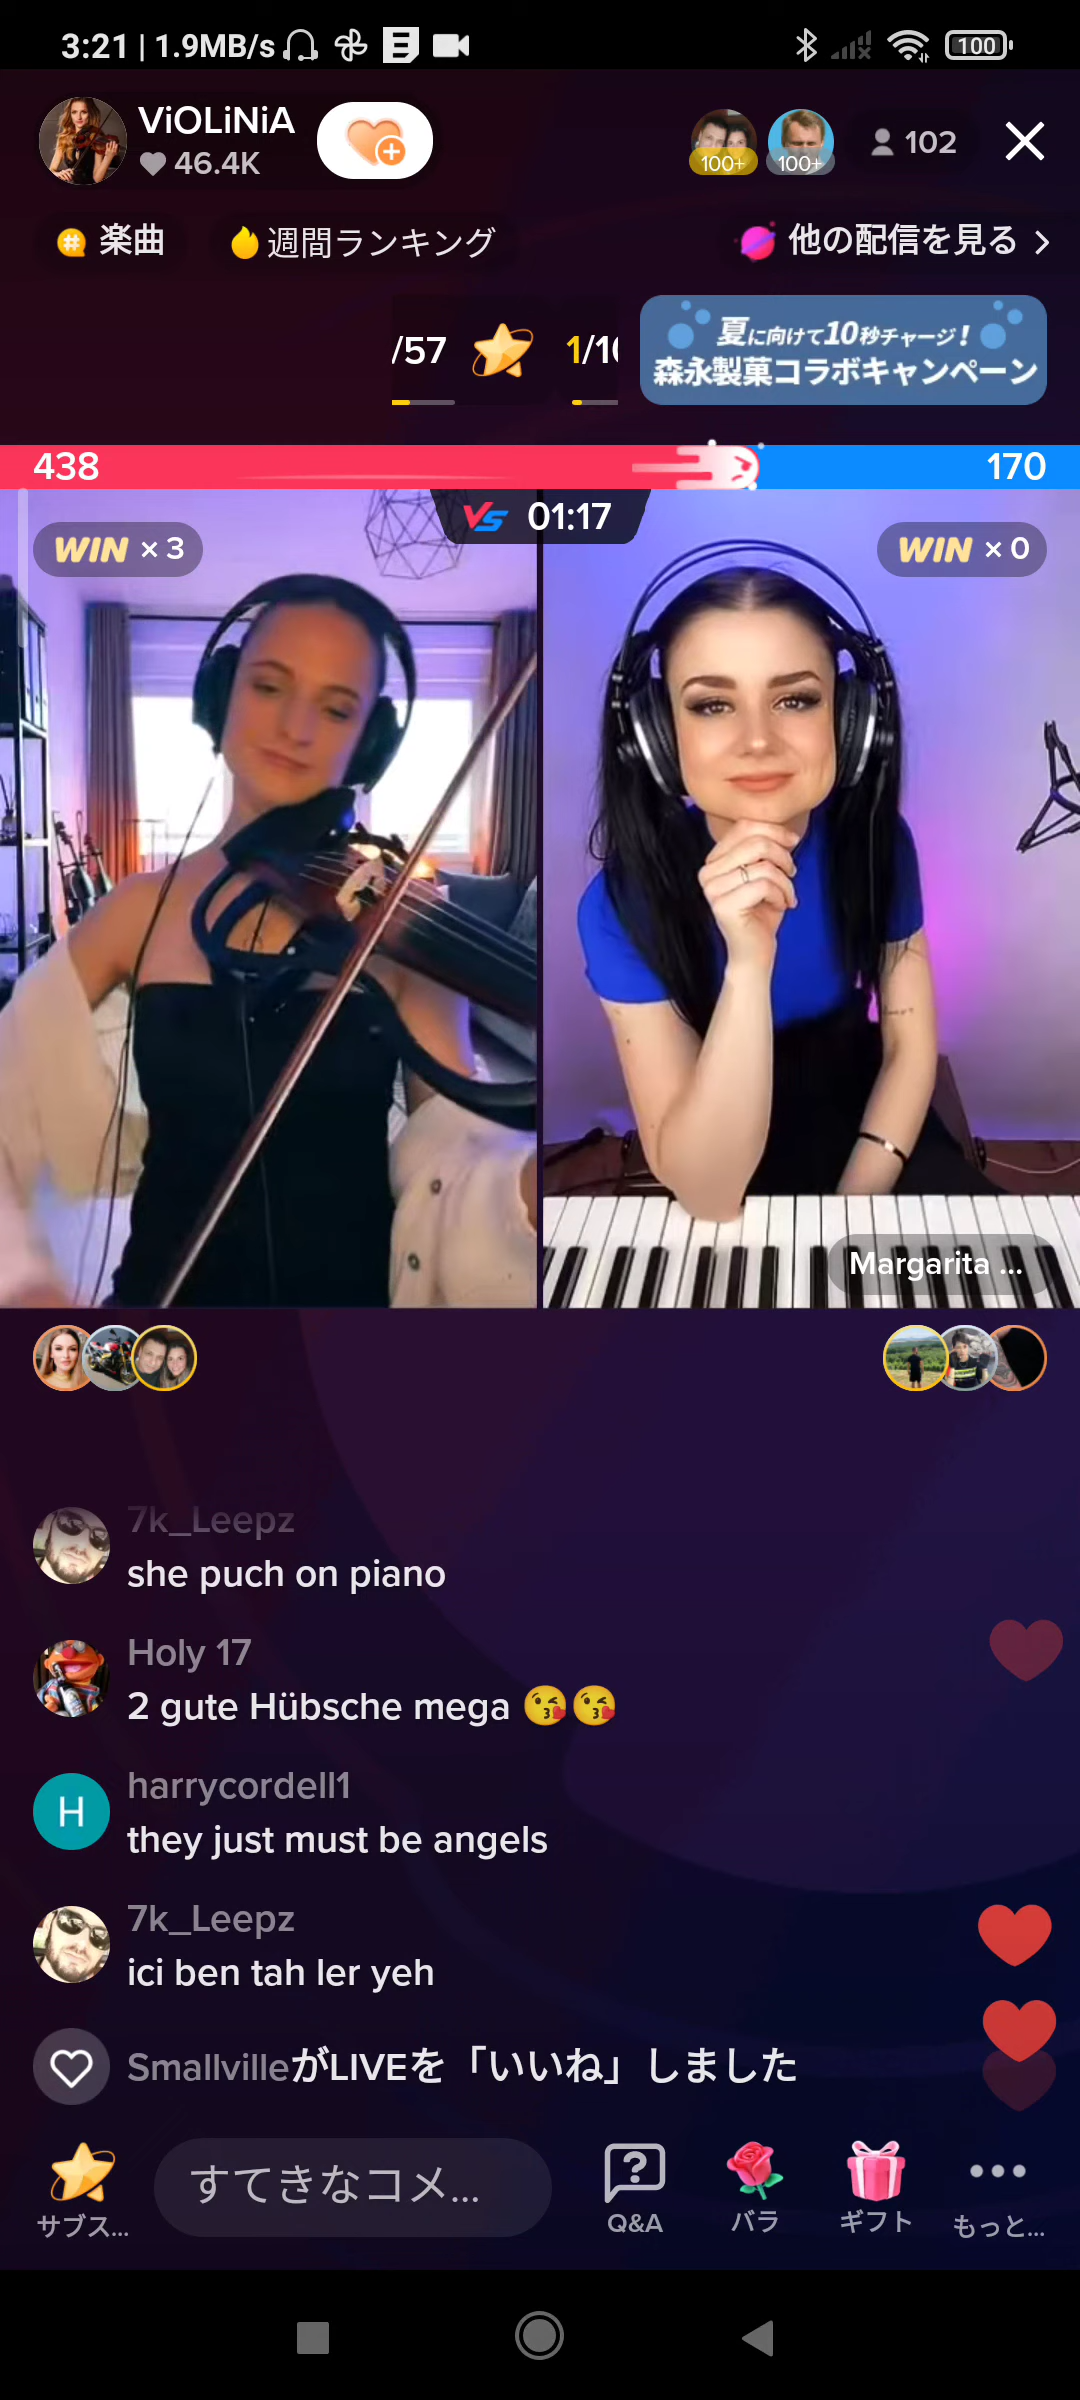 3:21 | 1.9MB/s
100
ViOLiNiA
46.4K
100+
100+
102
楽曲
週間ランキング
他の配信を見る
/57
1/10
夏に向けて10秒チャージ!
森永製菓コラボキャンペーン
438
170
VS 01:17
WIN × 3
WIN × 0
Margarita ...
7k_Leepz
she puch on piano
Holy 17
2 gute Hübsche mega 😘😘
H
harrycordell1
they just must be angels
7k_Leepz
ici ben tah ler yeh
SmallvilleがLIVEを「いいね」しました
サブス...
すてきなコメ...
Q&A
バラ
ギフト
もっと...